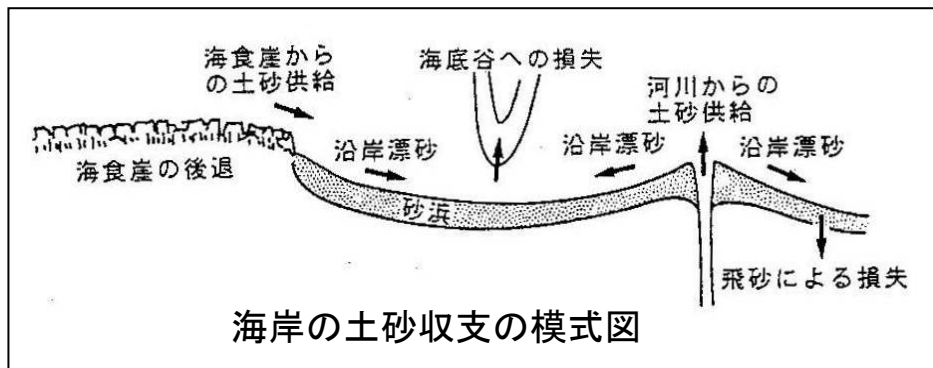 海食崖から
の土砂供給
海底谷への損失
河川からの
土砂供給
沿岸漂砂
沿岸漂砂
沿岸漂砂
海食崖の後退
砂浜
飛砂による損失
海岸の土砂収支の模式図